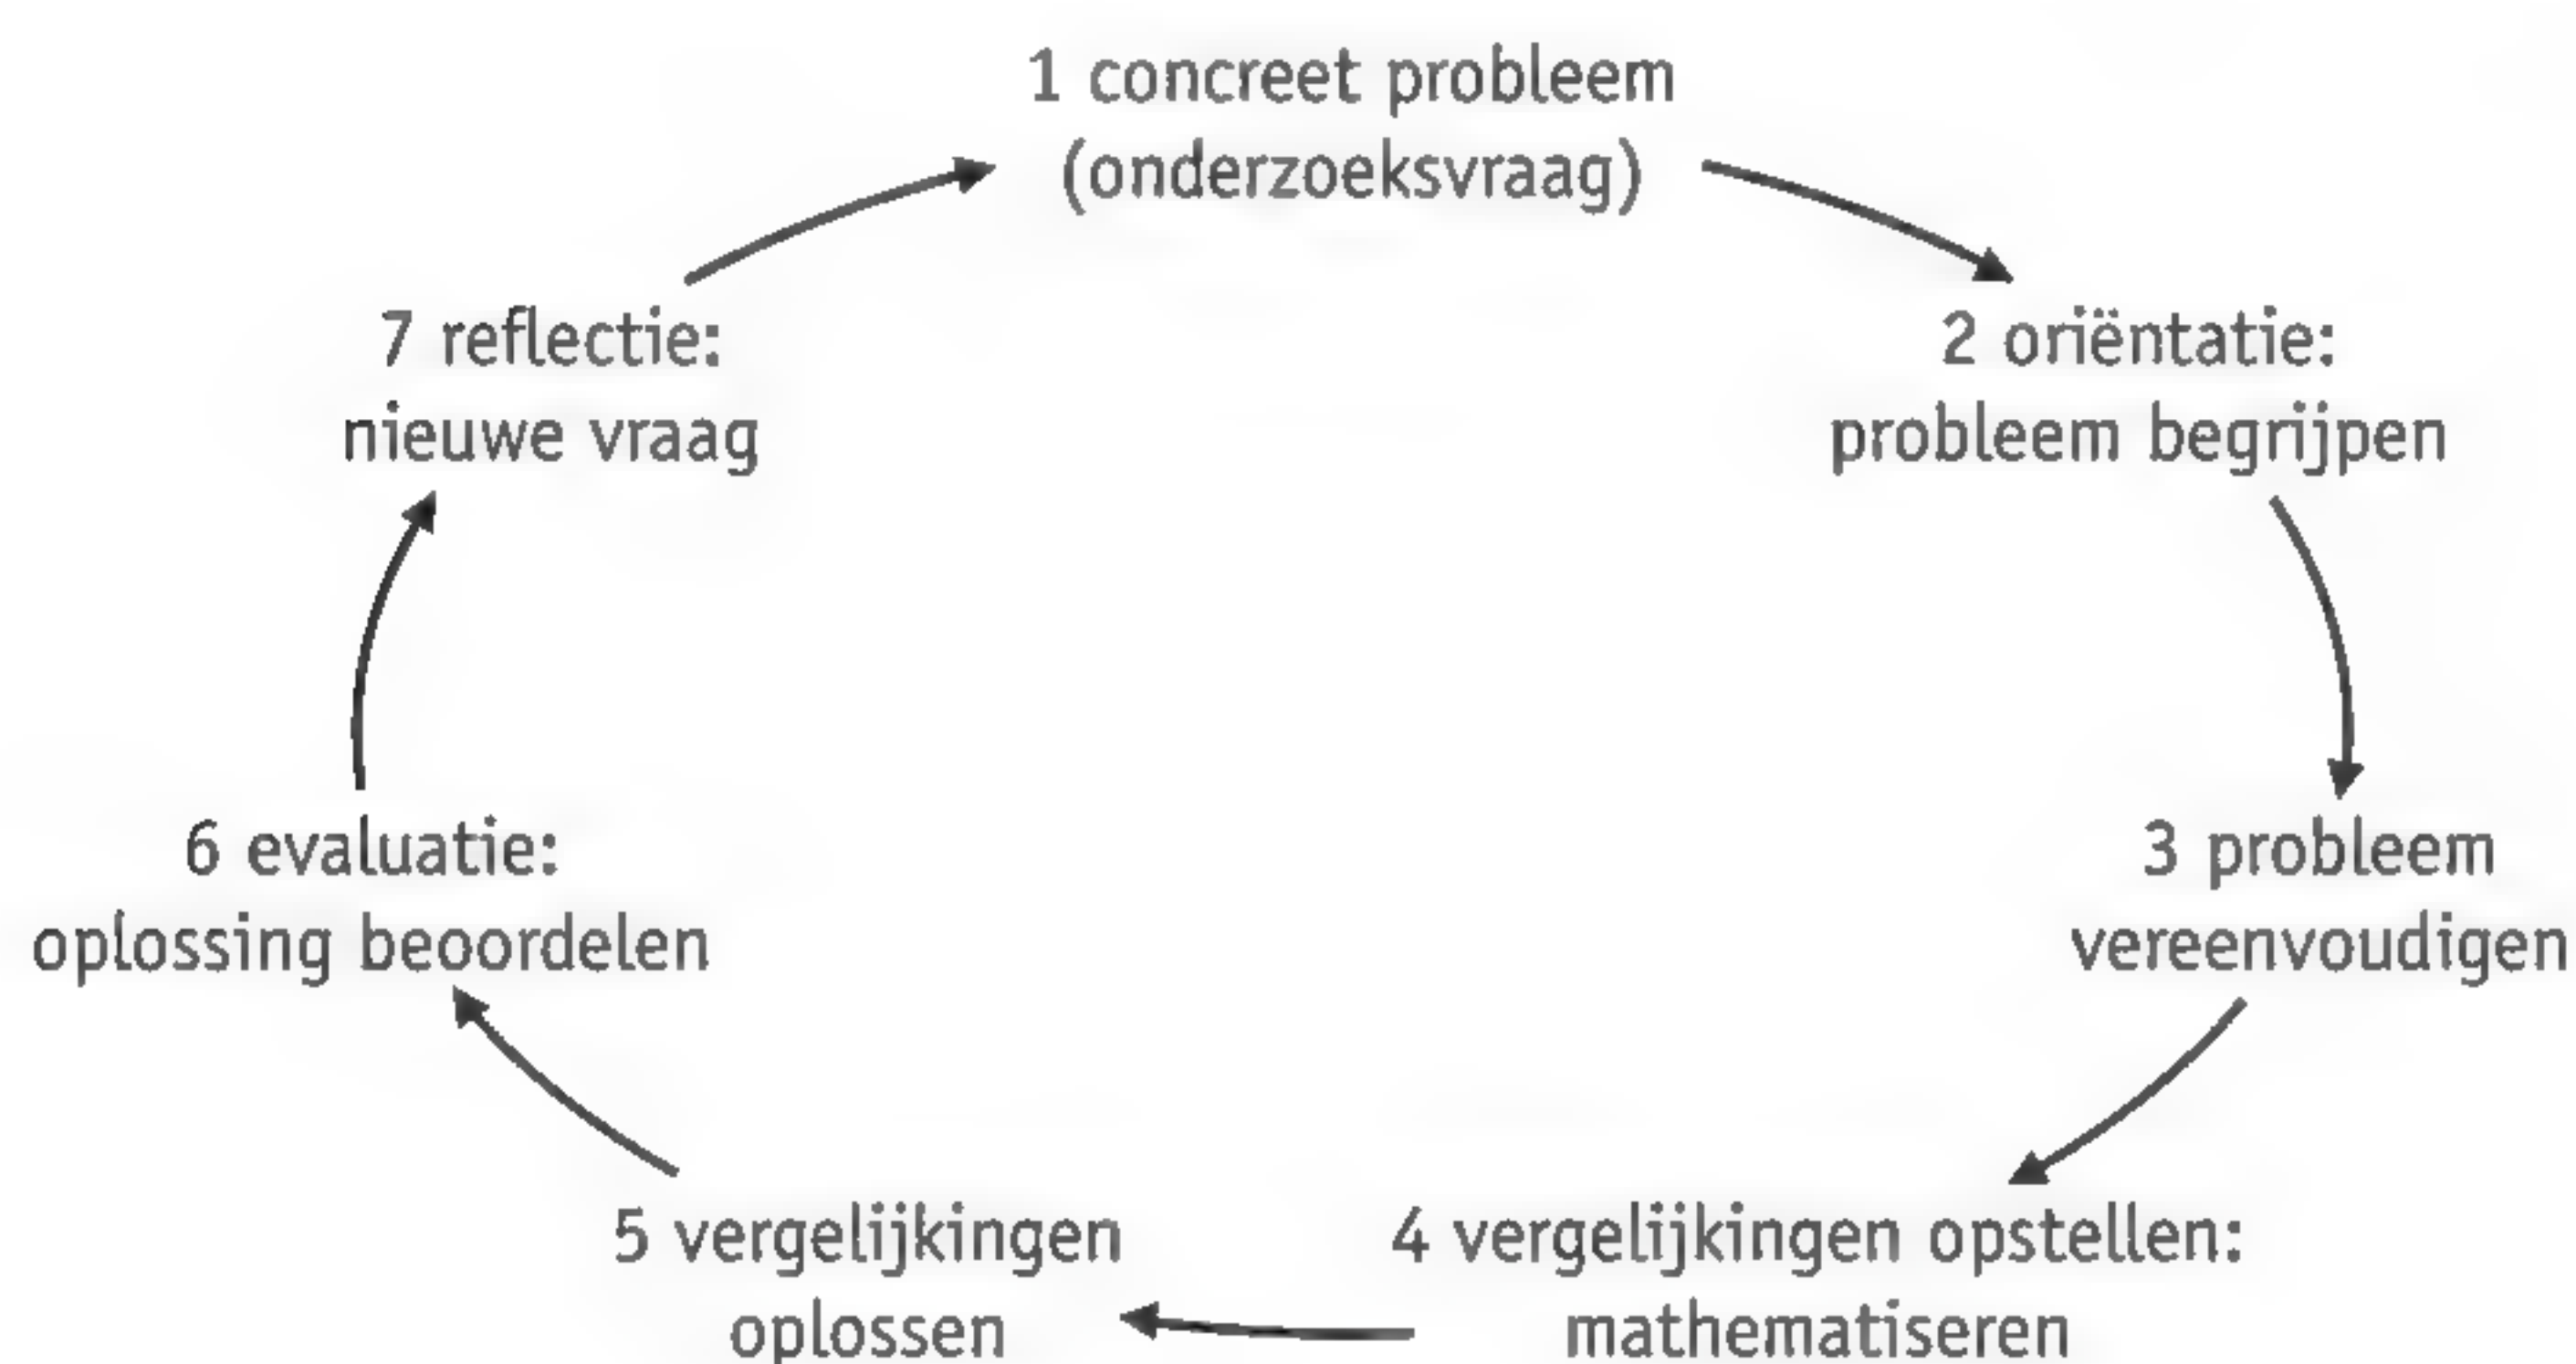 1 concreet probleem
(onderzoeksvraag)
2 oriëntatie:
probleem begrijpen
3 probleem
vereenvoudigen
4 vergelijkingen opstellen:
mathematiseren
5 vergelijkingen
oplossen
6 evaluatie:
oplossing beoordelen
7 reflectie:
nieuwe vraag